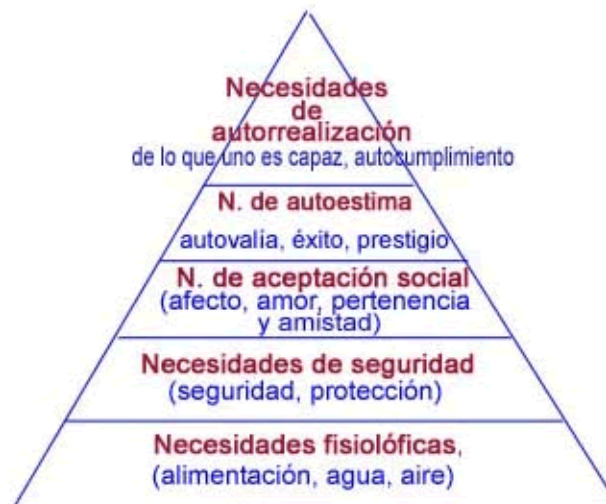 Necesidades
de
autorrealización
de lo que uno es capaz, autocumplimiento
N. de autoestima
autovalía, éxito, prestigio
N. de aceptación social
(afecto, amor, pertenencia
y amistad)
Necesidades de seguridad
(seguridad, protección)
Necesidades fisiolóficas,
(alimentación, agua, aire)